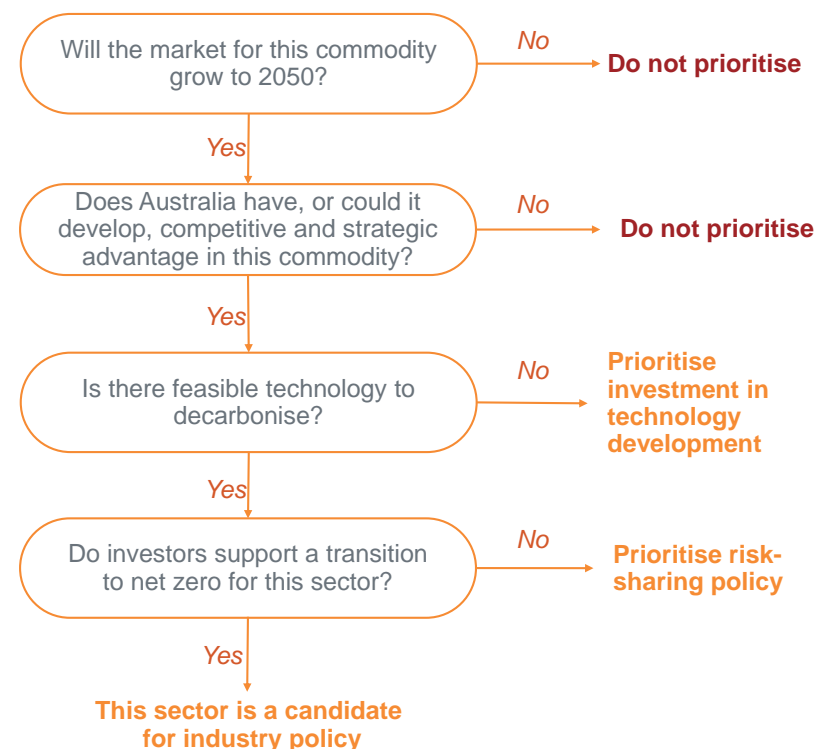 Will the market for this commodity
grow to 2050?
No
Do not prioritise
Yes
Does Australia have, or could it
develop, competitive and strategic
advantage in this commodity?
No
Do not prioritise
Yes
Is there feasible technology to
decarbonise?
No
Prioritise
investment in
technology
development
Yes
Do investors support a transition
to net zero for this sector?
No
Prioritise risk-
sharing policy
Yes
This sector is a candidate
for industry policy